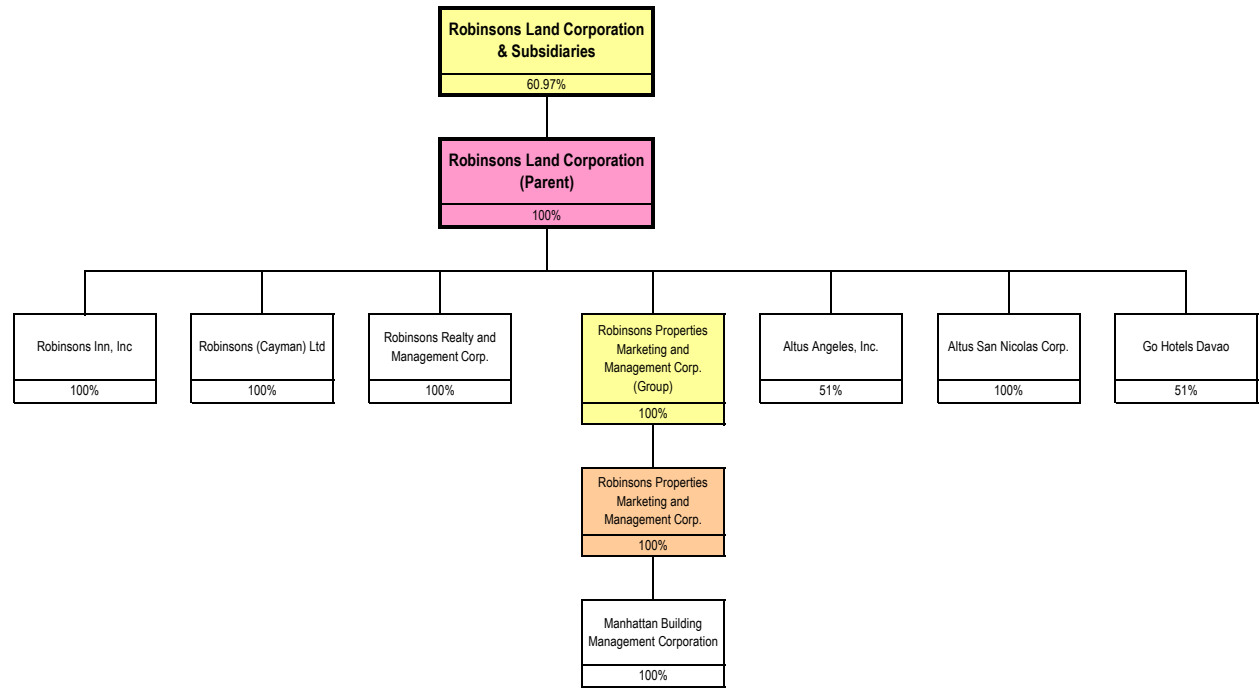 Robinsons Land Corporation
& Subsidiaries
60.97%
Robinsons Land Corporation
(Parent)
100%
Robinsons Inn, Inc
100%
Robinsons (Cayman) Ltd
100%
Robinsons Realty and
Management Corp.
100%
Robinsons Properties
Marketing and
Management Corp.
(Group)
100%
Altus Angeles, Inc.
51%
Altus San Nicolas Corp.
100%
Go Hotels Davao
51%
Robinsons Properties
Marketing and
Management Corp.
100%
Manhattan Building
Management Corporation
100%